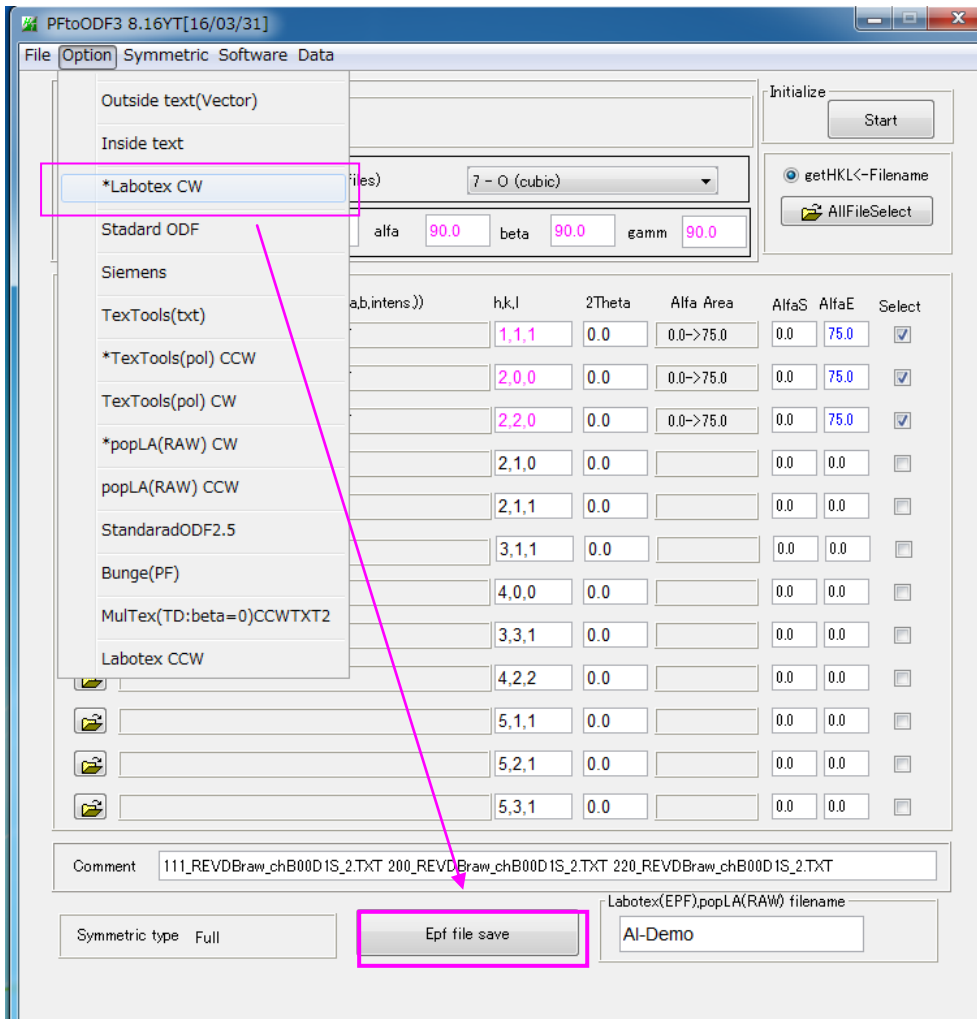 PFtoODF3 8.16YT[16/03/31]
File Option Symmetric Software Data
Outside text(Vector)
Inside text
*Labotex CW
Stadard ODF
Siemens
TexTools(txt)
*TexTools(pol) CCW
TexTools(pol) CW
*popLA(RAW) CW
popLA(RAW) CCW
StandaradODF2.5
Bunge(PF)
MulTex(TD:beta=0)CCWTXT2
Labotex CCW
Initialize
Start
files) 7 - O (cubic)
getHKL<-Filename
AllFileSelect
alfa 90.0 beta 90.0 gamm 90.0
a,b,intens.)) h,k,l 2Theta Alfa Area AlfaS AlfaE Select
1,1,1 0.0 0.0->75.0 0.0 75.0
2,0,0 0.0 0.0->75.0 0.0 75.0
2,2,0 0.0 0.0->75.0 0.0 75.0
2,1,0 0.0 0.0 0.0
2,1,1 0.0 0.0 0.0
3,1,1 0.0 0.0 0.0
4,0,0 0.0 0.0 0.0
3,3,1 0.0 0.0 0.0
4,2,2 0.0 0.0 0.0
5,1,1 0.0 0.0 0.0
5,2,1 0.0 0.0 0.0
5,3,1 0.0 0.0 0.0
Comment 111_REVDBraw_chB00D1S_2.TXT 200_REVDBraw_chB00D1S_2.TXT 220_REVDBraw_chB00D1S_2.TXT
Symmetric type Full
Epf file save
Labotex(EPF),popLA(RAW) filename
Al-Demo